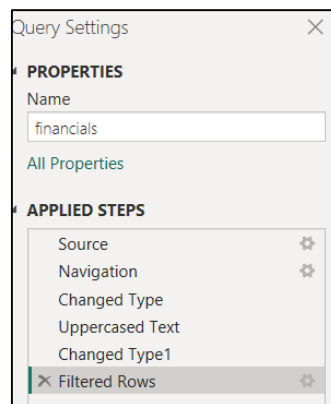 Query Settings
PROPERTIES
Name
financials
All Properties
APPLIED STEPS
Source
Navigation
Changed Type
Uppercased Text
Changed Type1
Filtered Rows